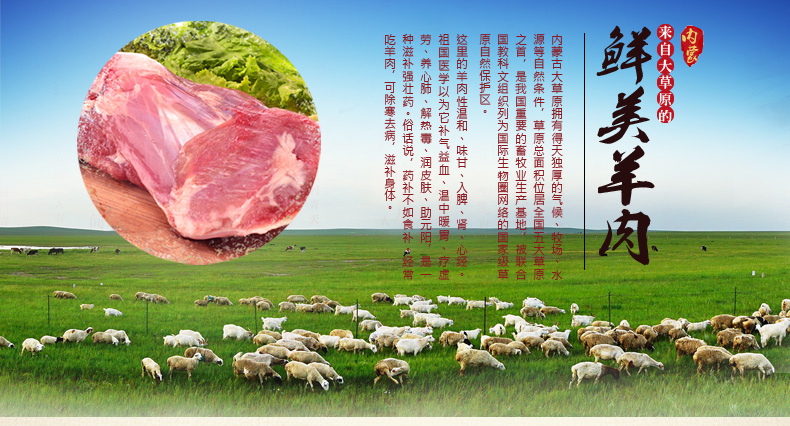 内蒙
来自大草原的
鲜美羊肉
内蒙古大草原拥有得天独厚的气候、牧场、水
源等自然条件，草原总面积位居全国五大草原
之首，是我国重要的畜牧业生产基地，被联合
国教科文组织列为国际生物圈网络的国家级草
原自然保护区。
这里的羊肉性温和、味甘、入脾、肾、心经。
祖国医学以为它补气益血、温中暖胃、疗虚
劳、养心肺、解热毒、润皮肤、助元阳，是一
种滋补强壮药。俗话说，药补不如食补，经常
吃羊肉，可除寒去病，滋补身体。